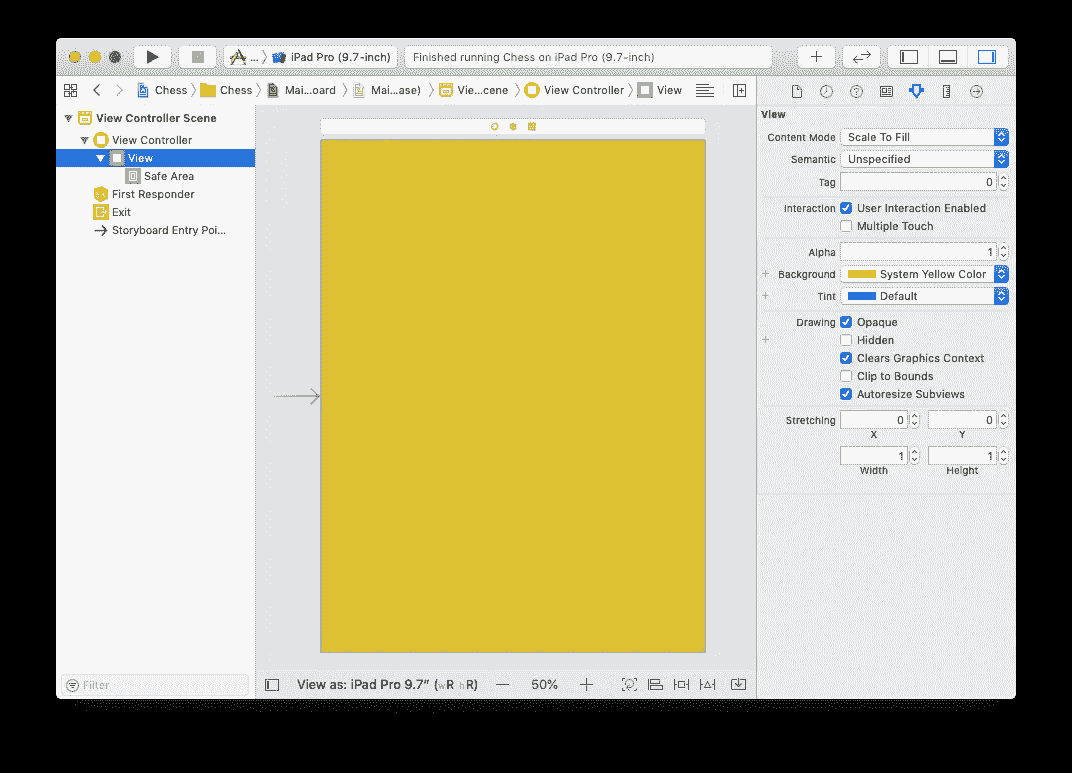 ... iPad Pro (9.7-inch)
Finished running Chess on iPad Pro (9.7-inch)
Chess Chess Mai...oard Mai...ase) Vie...cene View Controller View
View Controller Scene
View Controller
View
Safe Area
First Responder
Exit
Storyboard Entry Poi...
Filter
View as: iPad Pro 9.7" (wR hR)
50%
View
Content Mode Scale To Fill
Semantic Unspecified
Tag 0
Interaction User Interaction Enabled
Multiple Touch
Alpha 1
Background System Yellow Color
Tint Default
Drawing Opaque
Hidden
Clears Graphics Context
Clip to Bounds
Autoresize Subviews
Stretching 0 0
X Y
1 1
Width Height